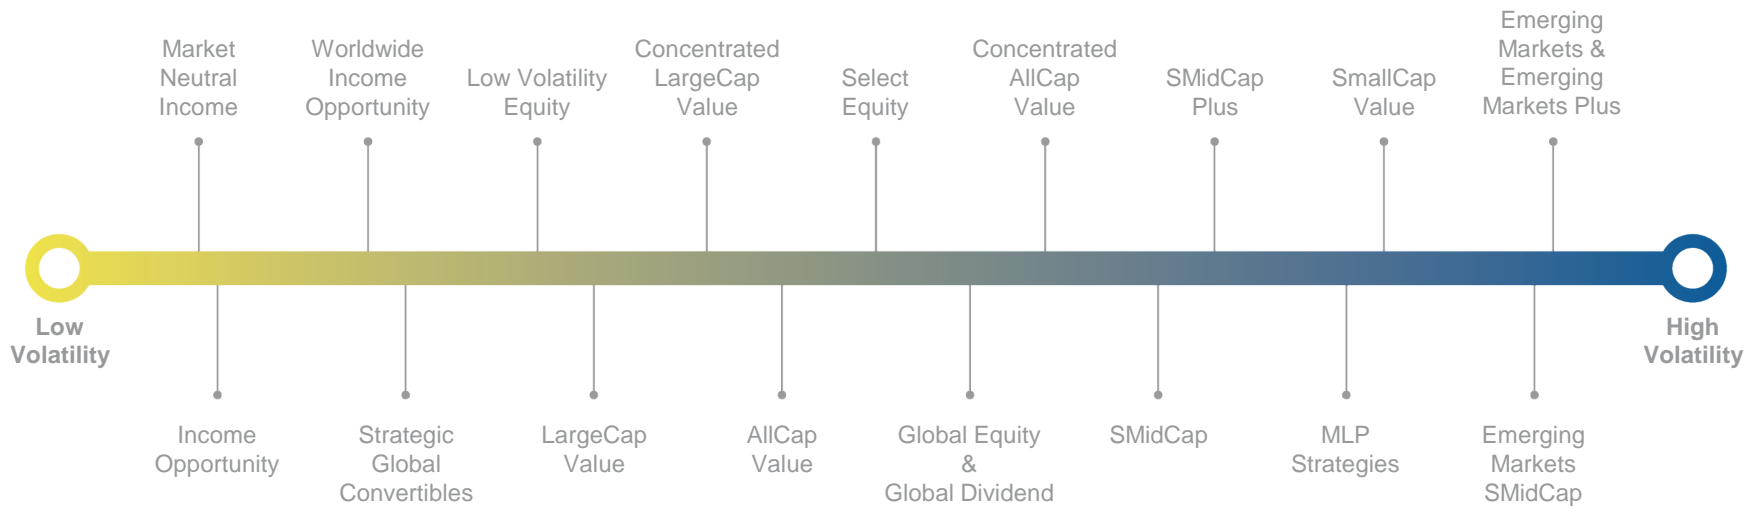 Market
Neutral
Income
Worldwide
Income
Opportunity
Low Volatility
Equity
Concentrated
LargeCap
Value
Select
Equity
Concentrated
AllCap
Value
SMidCap
Plus
SmallCap
Value
Emerging
Markets &
Emerging
Markets Plus
Low
Volatility
High
Volatility
Income
Opportunity
Strategic
Global
Convertibles
LargeCap
Value
AllCap
Value
Global Equity
&
Global Dividend
SMidCap
MLP
Strategies
Emerging
Markets
SMidCap